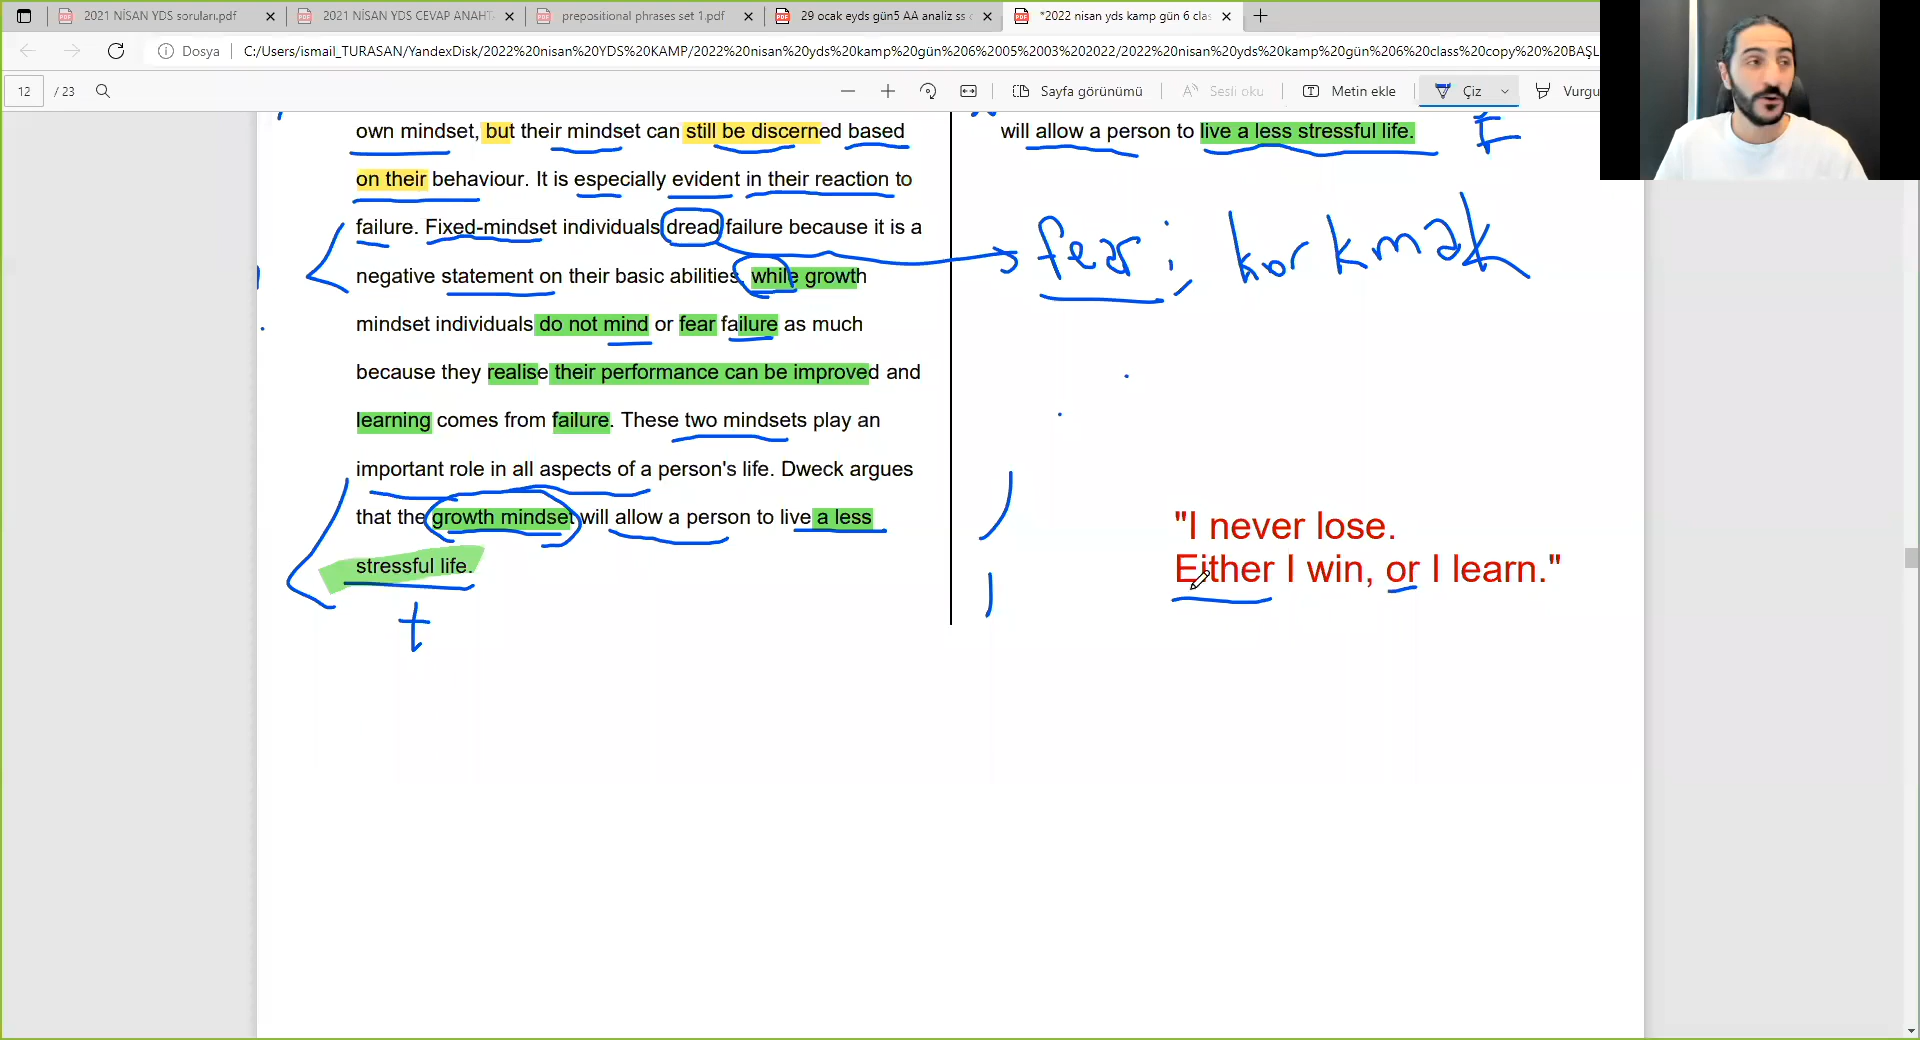 2021 NİSAN YDS soruları.pdf
2021 NİSAN YDS CEVAP ANAHT
prepositional phrases set 1.pdf
29 ocak eyds gün5 AA analiz ss c
*2022 nisan yds kamp gün 6 clas
Dosya
C:/Users/ismail_TURASAN/YandexDisk/2022%20nisan%20YDS%20KAMP/2022%20nisan%20yds%20kamp%20gün%206%2005%2003%202022/2022%20nisan%20yds%20kamp%20gün%206%20class%20copy%20%20BAŞL
12 / 23
Sayfa görünümü
Sesli oku
Metin ekle
Çiz
Vurgu
own mindset, but their mindset can still be discerned based
on their behaviour. It is especially evident in their reaction to
failure. Fixed-mindset individuals dread failure because it is a
negative statement on their basic abilities, while growth
mindset individuals do not mind or fear failure as much
because they realise their performance can be improved and
learning comes from failure. These two mindsets play an
important role in all aspects of a person's life. Dweck argues
that the growth mindset will allow a person to live a less
stressful life.
t
will allow a person to live a less stressful life.
fear; korkmak
"I never lose.
Either I win, or I learn."